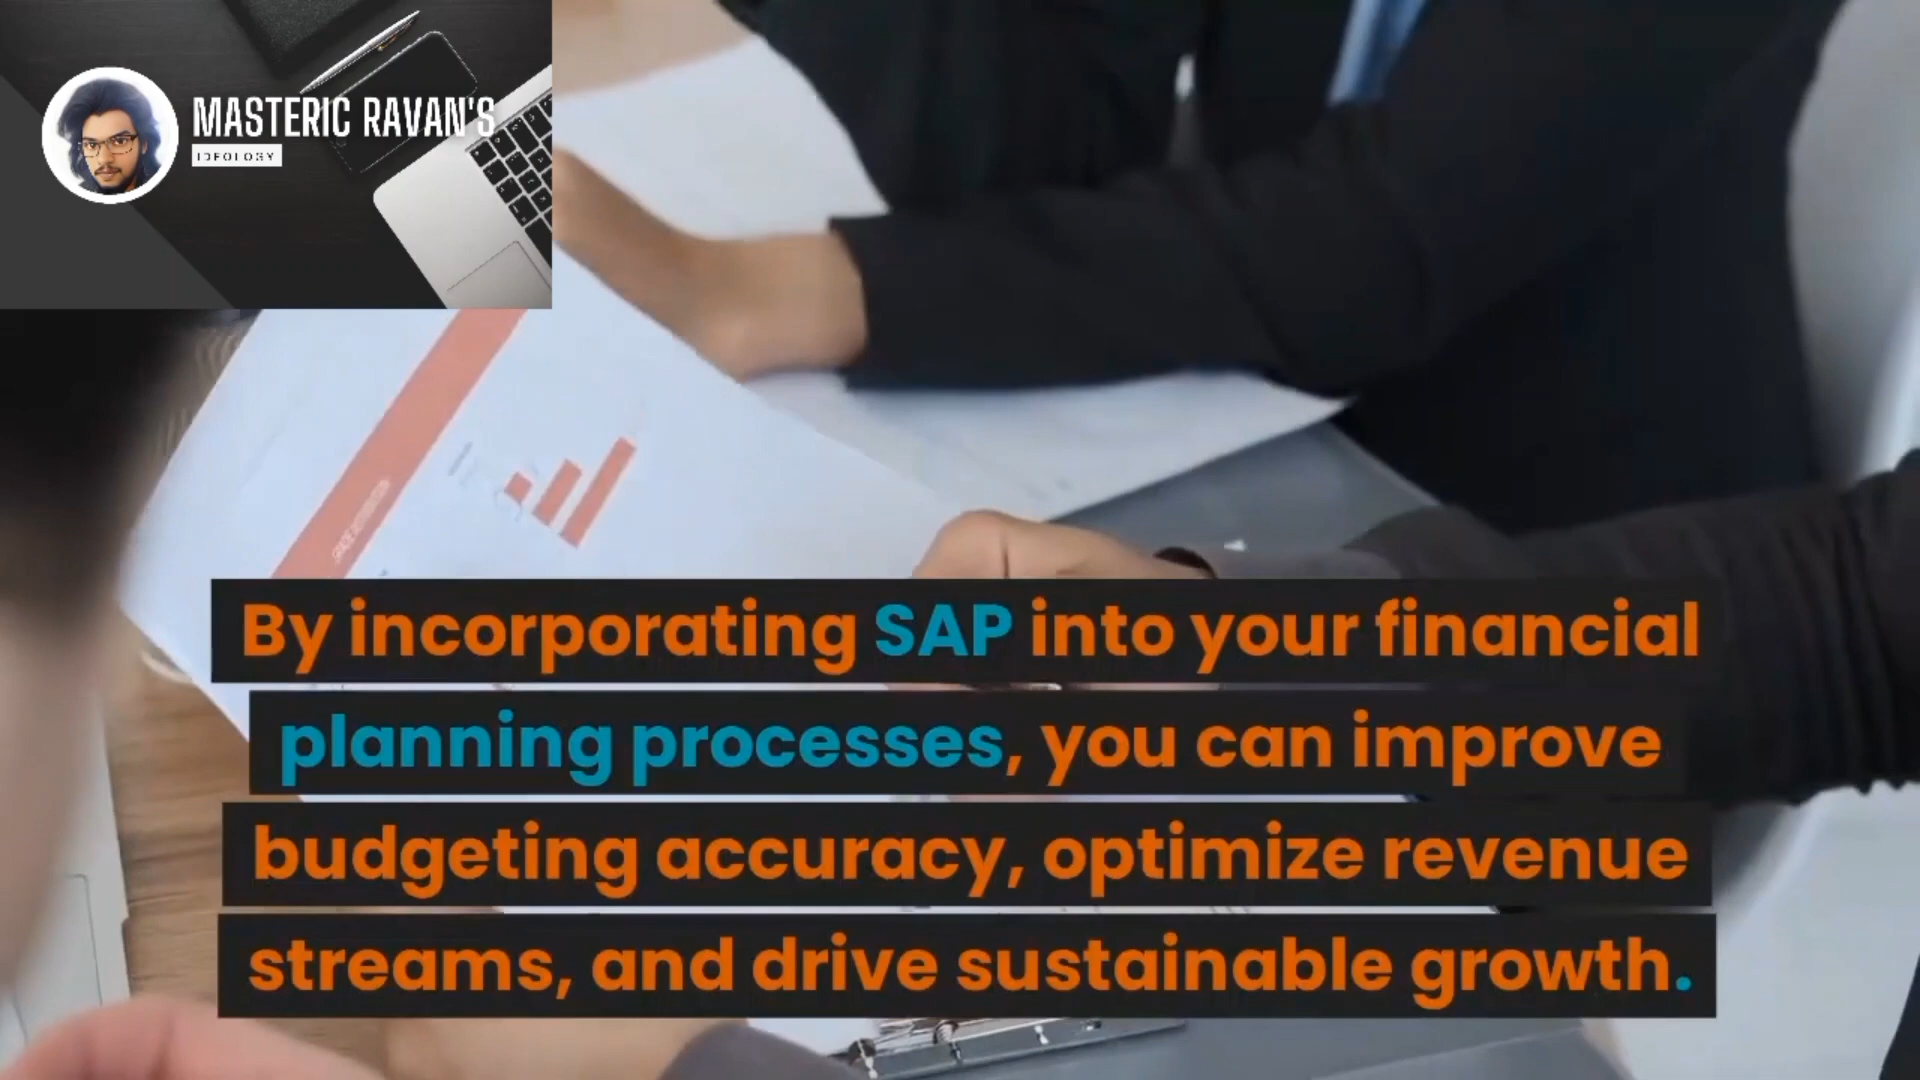 MASTERIC RAVAN'S
IDEOLOGY
By incorporating SAP into your financial
planning processes, you can improve
budgeting accuracy, optimize revenue
streams, and drive sustainable growth.